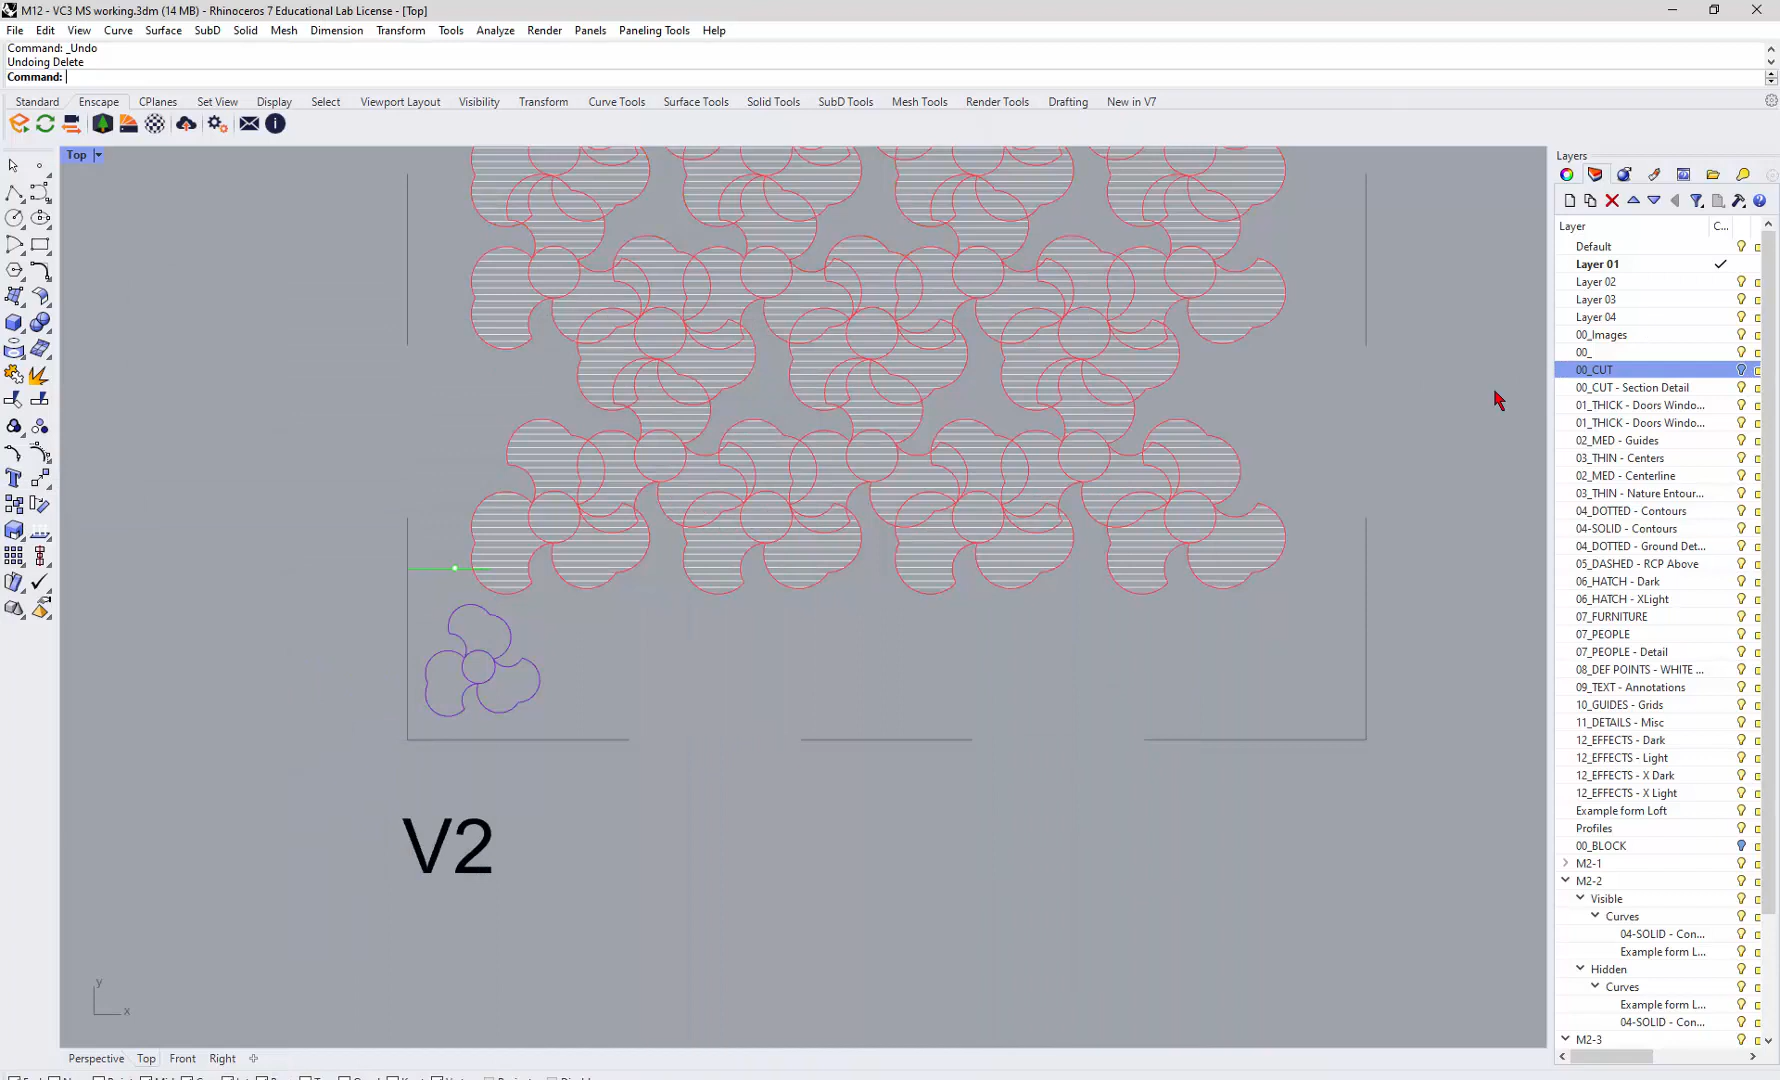 M12 - VC3 MS working.3dm (14 MB) - Rhinoceros 7 Educational Lab License - [Top]
File Edit View Curve Surface SubD Solid Mesh Dimension Transform Tools Analyze Render Panels Paneling Tools Help
Command: _Undo
Undoing Delete
Command:
Standard Escape CPlanes Set View Display Select Viewport Layout Visibility Transform Curve Tools Surface Tools Solid Tools SubD Tools Mesh Tools Render Tools Drafting New in V7
Top
Layers
Layer C...
Default
Layer 01
Layer 02
Layer 03
Layer 04
00_Images
00_
00_CUT
00_CUT - Section Detail
01_THICK - Doors Windo...
01_THICK - Doors Windo...
02_MED - Guides
03_THIN - Centers
02_MED - Centerline
03_THIN - Nature Entour...
04_DOTTED - Contours
04-SOLID - Contours
04_DOTTED - Ground Det...
05_DASHED - RCP Above
06_HATCH - Dark
06_HATCH - XLight
07_FURNITURE
07_PEOPLE
07_PEOPLE - Detail
08_DEF POINTS - WHITE ...
09_TEXT - Annotations
10_GUIDES - Grids
11_DETAILS - Misc
12_EFFECTS - Dark
12_EFFECTS - Light
12_EFFECTS - X Dark
12_EFFECTS - X Light
Example form Loft
Profiles
00_BLOCK
M2-1
M2-2
Visible
Curves
04-SOLID - Con...
Example form L...
Hidden
Curves
Example form L...
04-SOLID - Con...
M2-3
V2
y
x
Perspective Top Front Right